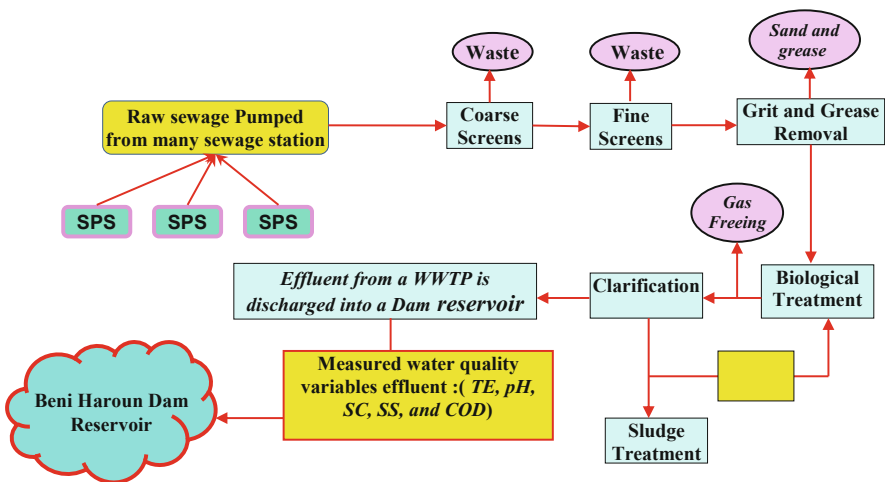 Waste
Waste
Sand and
grease
Raw sewage Pumped
from many sewage station
Coarse
Screens
Fine
Screens
Grit and Grease
Removal
SPS
SPS
SPS
Gas
Freeing
Effluent from a WWTP is
discharged into a Dam reservoir
Clarification
Biological
Treatment
Measured water quality
variables effluent :( TE, pH,
SC, SS, and COD)
Beni Haroun Dam
Reservoir
Sludge
Treatment